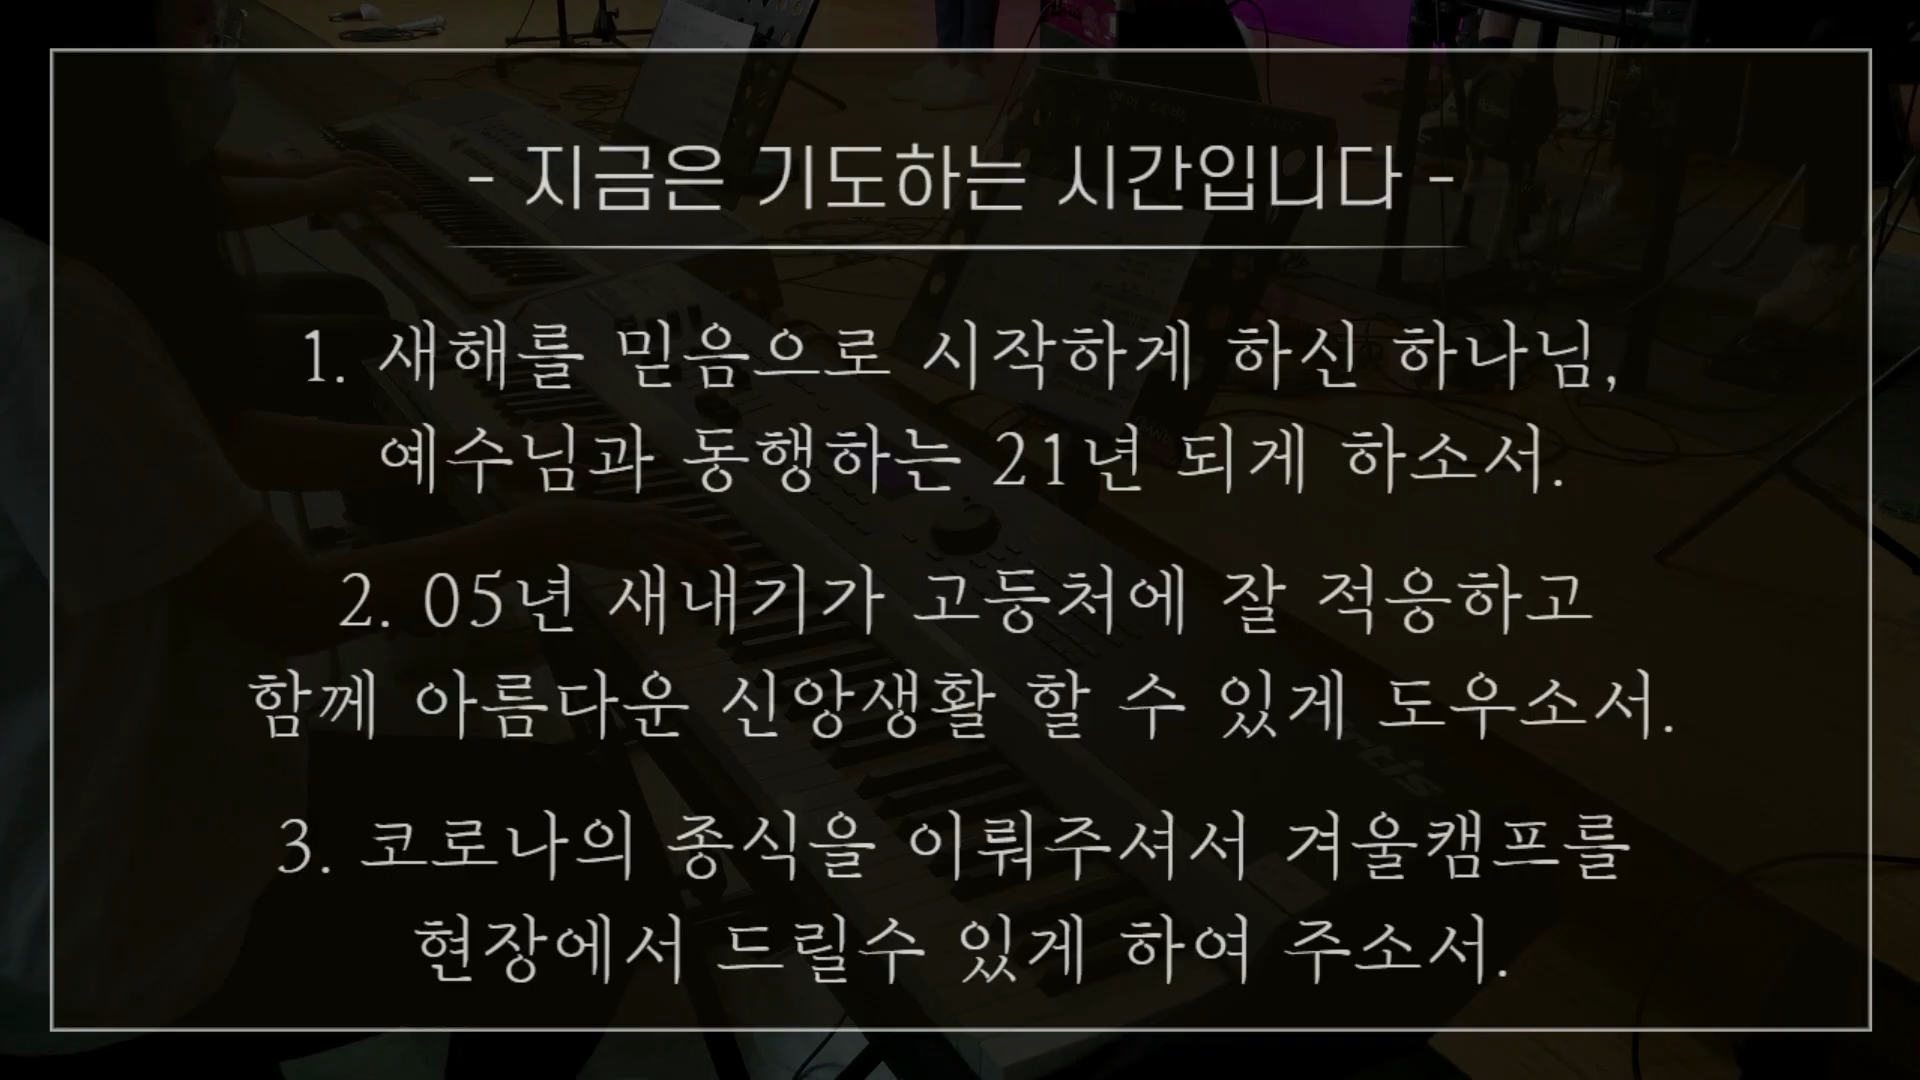 - 지금은 기도하는 시간입니다 -
1. 새해를 믿음으로 시작하게 하신 하나님,
예수님과 동행하는 21년 되게 하소서.
2. 05년 새내기가 고등처에 잘 적응하고
함께 아름다운 신앙생활 할 수 있게 도우소서.
3. 코로나의 종식을 이뤄주셔서 겨울캠프를
현장에서 드릴수 있게 하여 주소서.